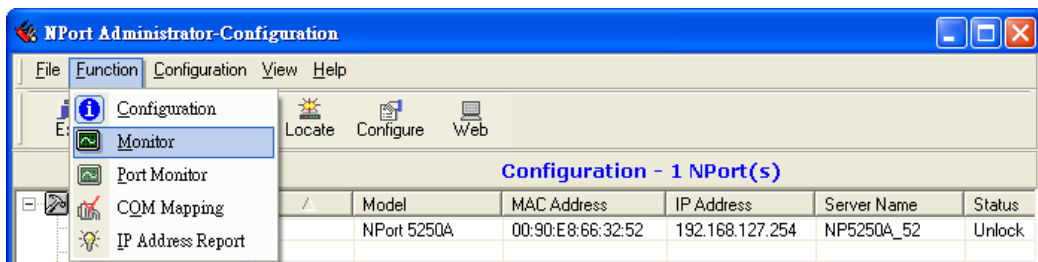 NPort Administrator-Configuration
File Function Configuration View Help
Locate Configure Web
Configuration
Monitor
Port Monitor
COM Mapping
IP Address Report
Configuration - 1 NPort(s)
Model MAC Address IP Address Server Name Status
NPort 5250A 00:90:E8:66:32:52 192.168.127.254 NP5250A_52 Unlock